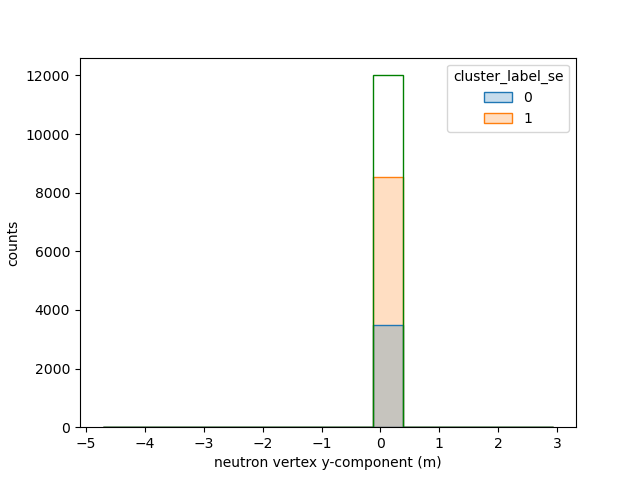 cluster_label_se
0
1
12000
10000
8000
6000
4000
2000
0
counts
−5 −4 −3 −2 −1 0 1 2 3
neutron vertex y-component (m)